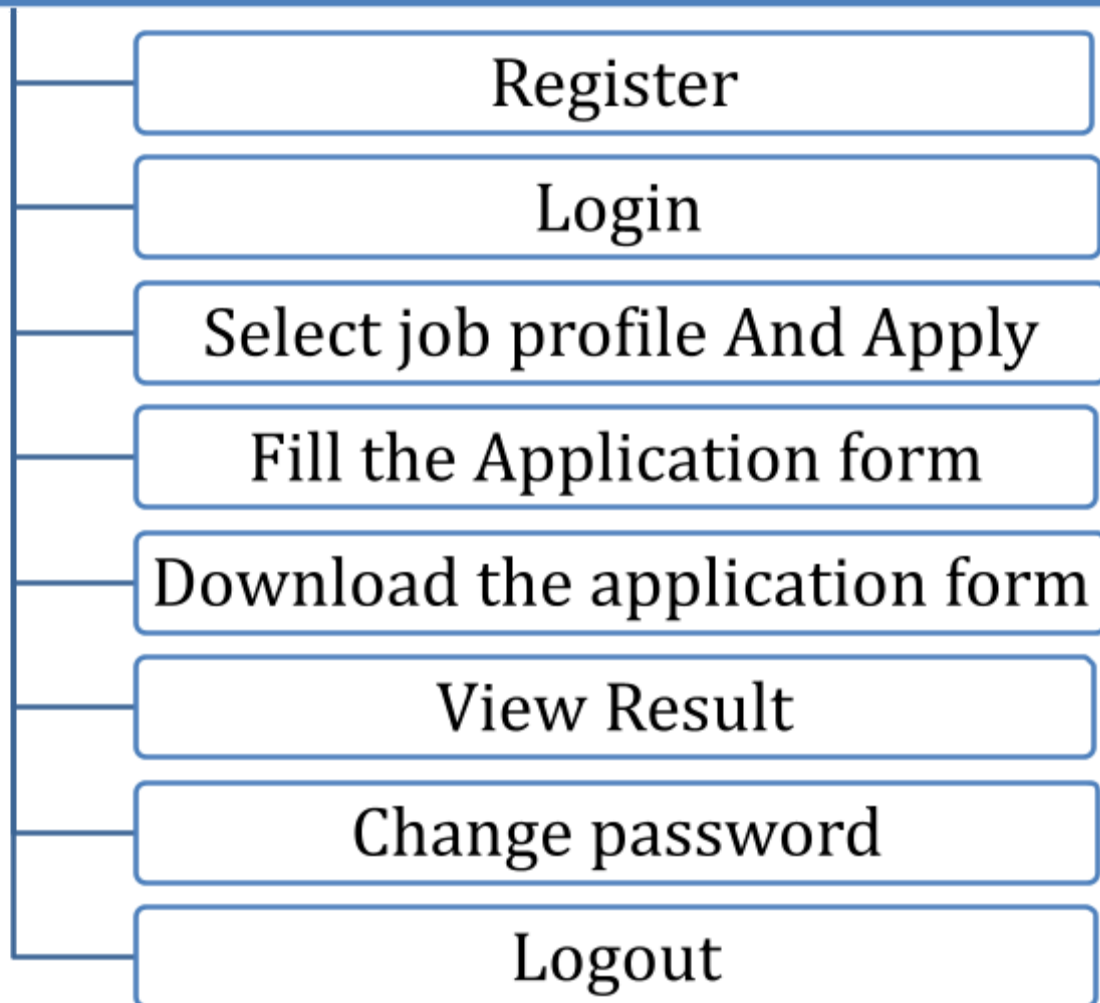 Register
Login
Select job profile And Apply
Fill the Application form
Download the application form
View Result
Change password
Logout